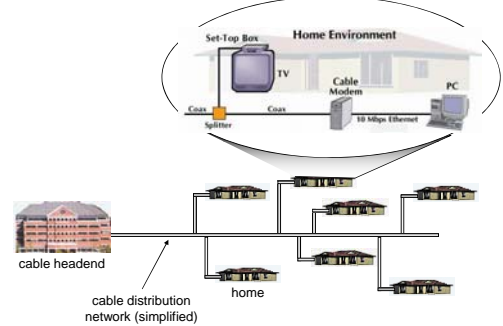 Home Environment
Set-Top Box
TV
Cable
Modem
PC
Coax
Coax
Splitter
10 Mbps Ethernet
cable headend
home
cable distribution
network (simplified)